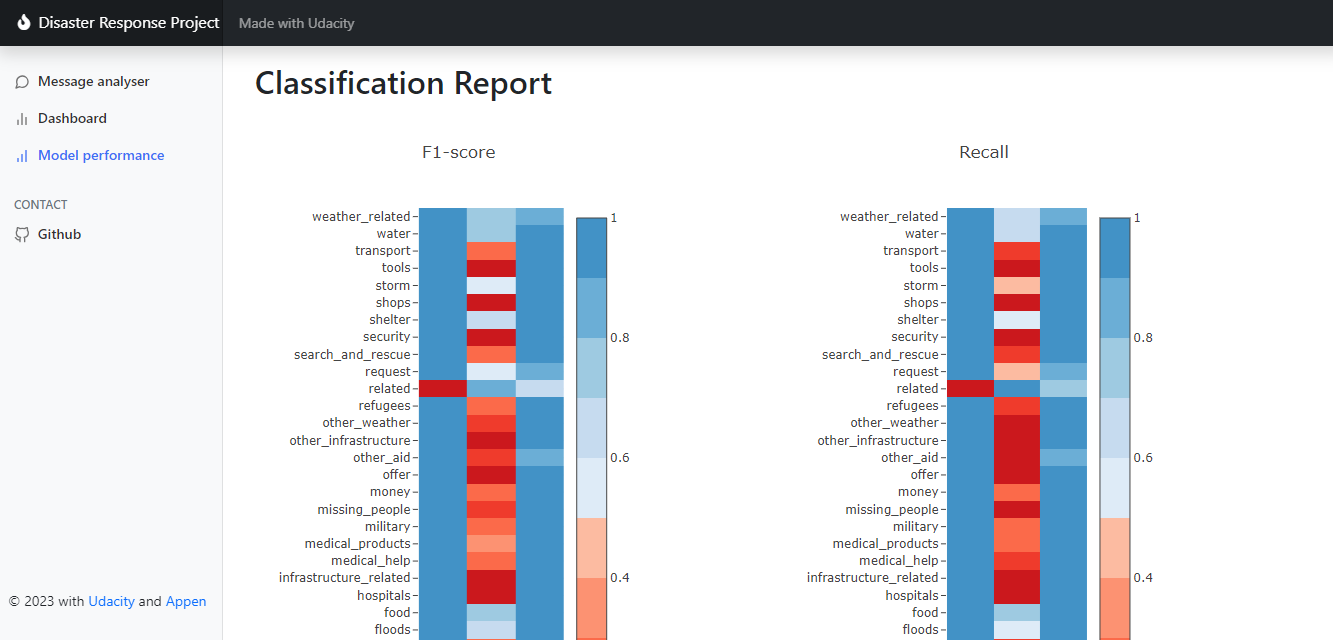 Disaster Response Project
Made with Udacity
Message analyser
Dashboard
Model performance
CONTACT
Github
© 2023 with Udacity and Appen
Classification Report
F1-score
weather_related
water
transport
tools
storm
shops
shelter
security
search_and_rescue
request
related
refugees
other_weather
other_infrastructure
other_aid
offer
money
missing_people
military
medical_products
medical_help
infrastructure_related
hospitals
food
floods
1
0.8
0.6
0.4
Recall
weather_related
water
transport
tools
storm
shops
shelter
security
search_and_rescue
request
related
refugees
other_weather
other_infrastructure
other_aid
offer
money
missing_people
military
medical_products
medical_help
infrastructure_related
hospitals
food
floods
1
0.8
0.6
0.4